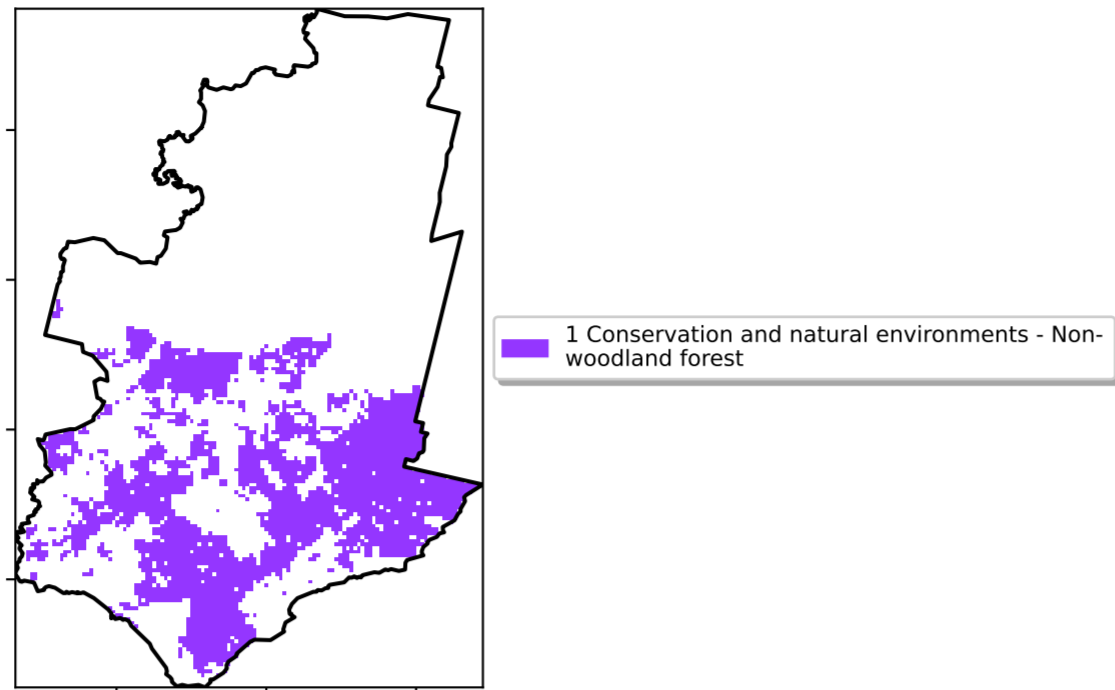 1 Conservation and natural environments - Non-
woodland forest